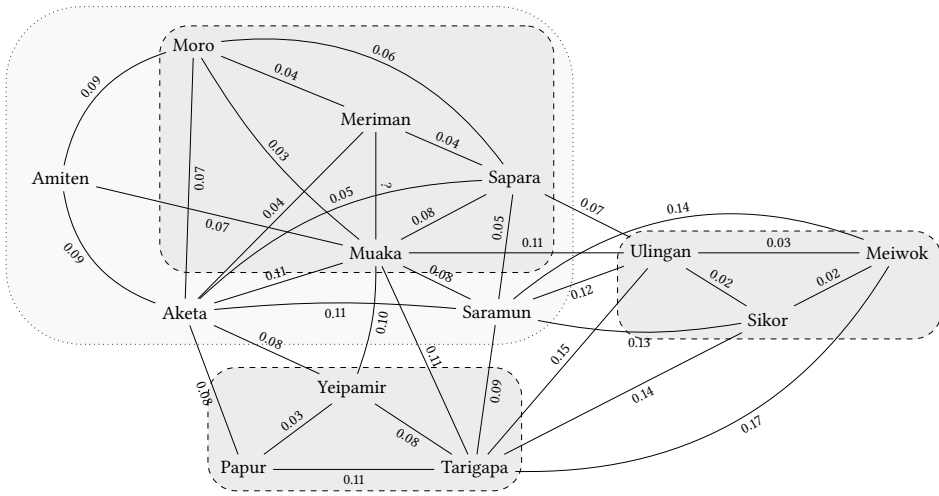 Moro
0.06
0.04
0.09
Meriman
0.04
0.03
Amiten
0.07
?
Sapara
0.05
0.04
0.07
0.08
0.07
0.05
0.14
0.11
0.03
Muaka
Ulingan
Meiwok
0.09
0.11
0.08
0.02
0.02
0.12
Aketa
0.11
0.10
Saramun
Sikor
0.08
0.13
0.11
0.15
Yeipamir
0.08
0.09
0.14
0.03
0.08
0.17
Papur
Tarigapa
0.11